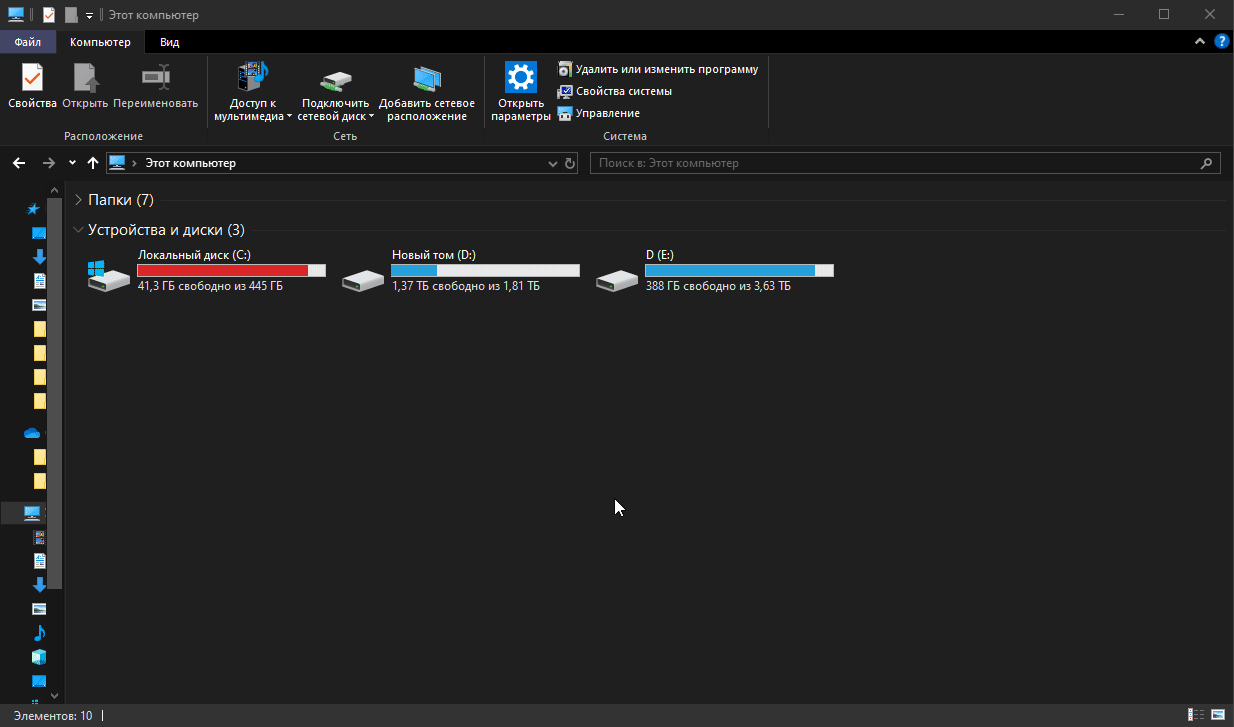 Этот компьютер
Файл Компьютер Вид
Свойства Открыть Переименовать
Расположение
Доступ к мультимедиа
Подключить сетевой диск
Добавить сетевое расположение
Сеть
Открыть параметры
Удалить или изменить программу
Свойства системы
Управление
Система
Этот компьютер
Поиск в: Этот компьютер
Папки (7)
Устройства и диски (3)
Локальный диск (C:)
41,3 ГБ свободно из 445 ГБ
Новый том (D:)
1,37 ТБ свободно из 1,81 ТБ
D (E:)
388 ГБ свободно из 3,63 ТБ
Элементов: 10